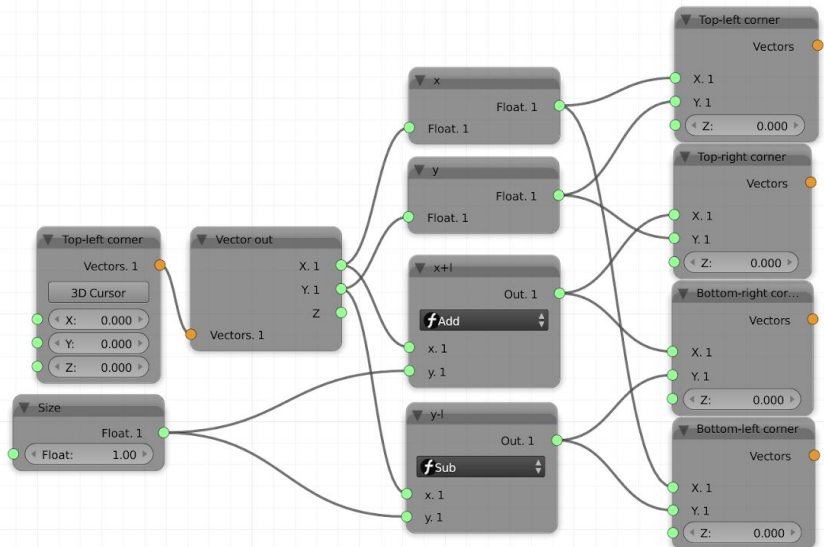 Top-left corner
Vectors. 1
3D Cursor
X: 0.000
Y: 0.000
Z: 0.000
Size
Float. 1
Float: 1.00
Vector out
X. 1
Y. 1
Z
Vectors. 1
x
Float. 1
Float. 1
y
Float. 1
Float. 1
x+l
Out. 1
f Add
x. 1
y. 1
y-l
Out. 1
f Sub
x. 1
y. 1
Top-left corner
Vectors
X. 1
Y. 1
Z: 0.000
Top-right corner
Vectors
X. 1
Y. 1
Z: 0.000
Bottom-right cor...
Vectors
X. 1
Y. 1
Z: 0.000
Bottom-left corner
Vectors
X. 1
Y. 1
Z: 0.000